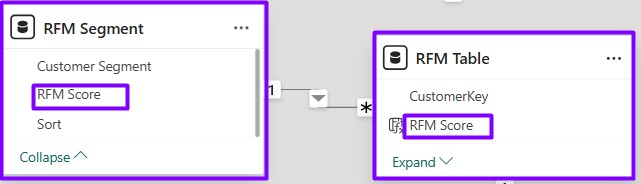 RFM Segment
...
Customer Segment
RFM Score
Sort
Collapse
1
*
RFM Table
...
CustomerKey
RFM Score
Expand